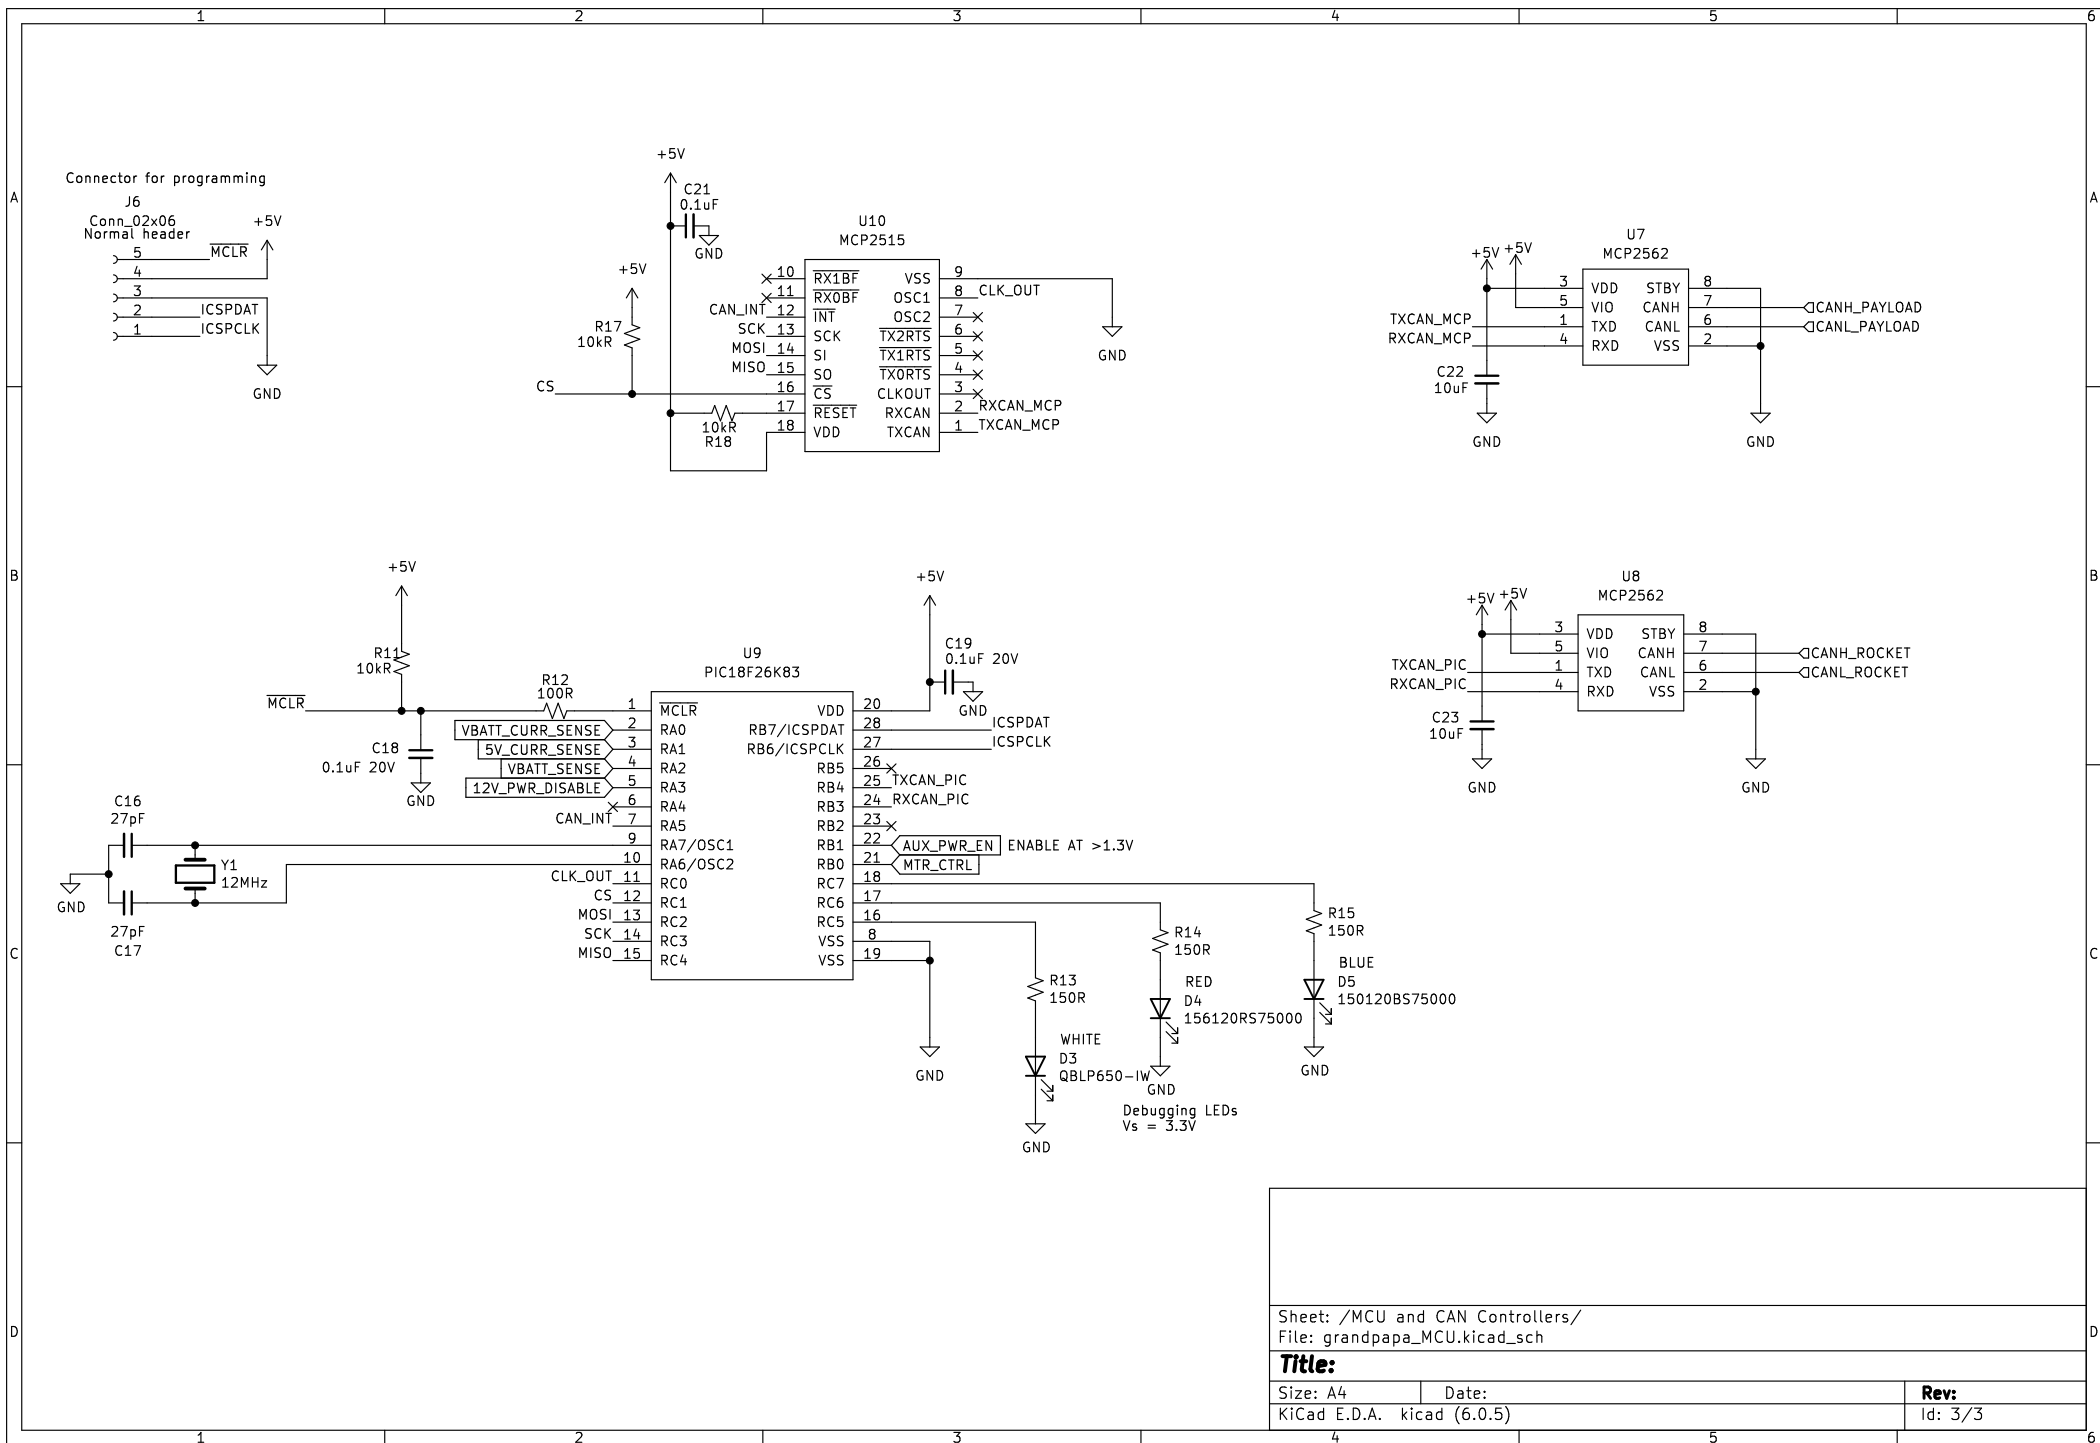 1 2 3 4 5 6
A
B
C
D
A
B
C
D
1 2 3 4 5 6
Connector for programming
J6
Conn_02x06
Normal header
+5V
5 MCLR
4
3
2 ICSPDAT
1 ICSPCLK
GND
+5V
C21
0.1uF
GND
+5V
R17
10kR
CS
10kR
R18
U10
MCP2515
10 RX1BF
11 RX0BF
CAN_INT 12 INT
SCK 13 SCK
MOSI 14 SI
MISO 15 SO
16 CS
17 RESET
18 VDD
VSS 9
OSC1 8 CLK_OUT
OSC2 7
TX2RTS 6
TX1RTS 5
TX0RTS 4
CLKOUT 3
RXCAN 2 RXCAN_MCP
TXCAN 1 TXCAN_MCP
GND
U7
MCP2562
+5V +5V
3 VDD STBY 8
5 VIO CANH 7 CANH_PAYLOAD
TXCAN_MCP 1 TXD CANL 6 CANL_PAYLOAD
RXCAN_MCP 4 RXD VSS 2
C22
10uF
GND
GND
U8
MCP2562
+5V +5V
3 VDD STBY 8
5 VIO CANH 7 CANH_ROCKET
TXCAN_PIC 1 TXD CANL 6 CANL_ROCKET
RXCAN_PIC 4 RXD VSS 2
C23
10uF
GND
GND
+5V
R11
10kR
MCLR
R12
100R
C18
0.1uF 20V
GND
+5V
C19
0.1uF 20V
GND
U9
PIC18F26K83
1 MCLR
VBATT_CURR_SENSE 2 RA0
5V_CURR_SENSE 3 RA1
VBATT_SENSE 4 RA2
12V_PWR_DISABLE 5 RA3
6 RA4
CAN_INT 7 RA5
9 RA7/OSC1
10 RA6/OSC2
CLK_OUT 11 RC0
CS 12 RC1
MOSI 13 RC2
SCK 14 RC3
MISO 15 RC4
VDD 20
RB7/ICSPDAT 28 ICSPDAT
RB6/ICSPCLK 27 ICSPCLK
RB5 26
RB4 25 TXCAN_PIC
RB3 24 RXCAN_PIC
RB2 23
RB1 22 AUX_PWR_EN ENABLE AT >1.3V
RB0 21 MTR_CTRL
RC7 18
RC6 17
RC5 16
VSS 8
VSS 19
GND
C16
27pF
Y1
12MHz
GND
27pF
C17
R13
150R
WHITE
D3
QBLP650-IW
GND
R14
150R
RED
D4
156120RS75000
GND
R15
150R
BLUE
D5
150120BS75000
GND
Debugging LEDs
Vs = 3.3V
Sheet: /MCU and CAN Controllers/
File: grandpapa_MCU.kicad_sch
Title:
Size: A4 Date: Rev:
KiCad E.D.A. kicad (6.0.5) Id: 3/3